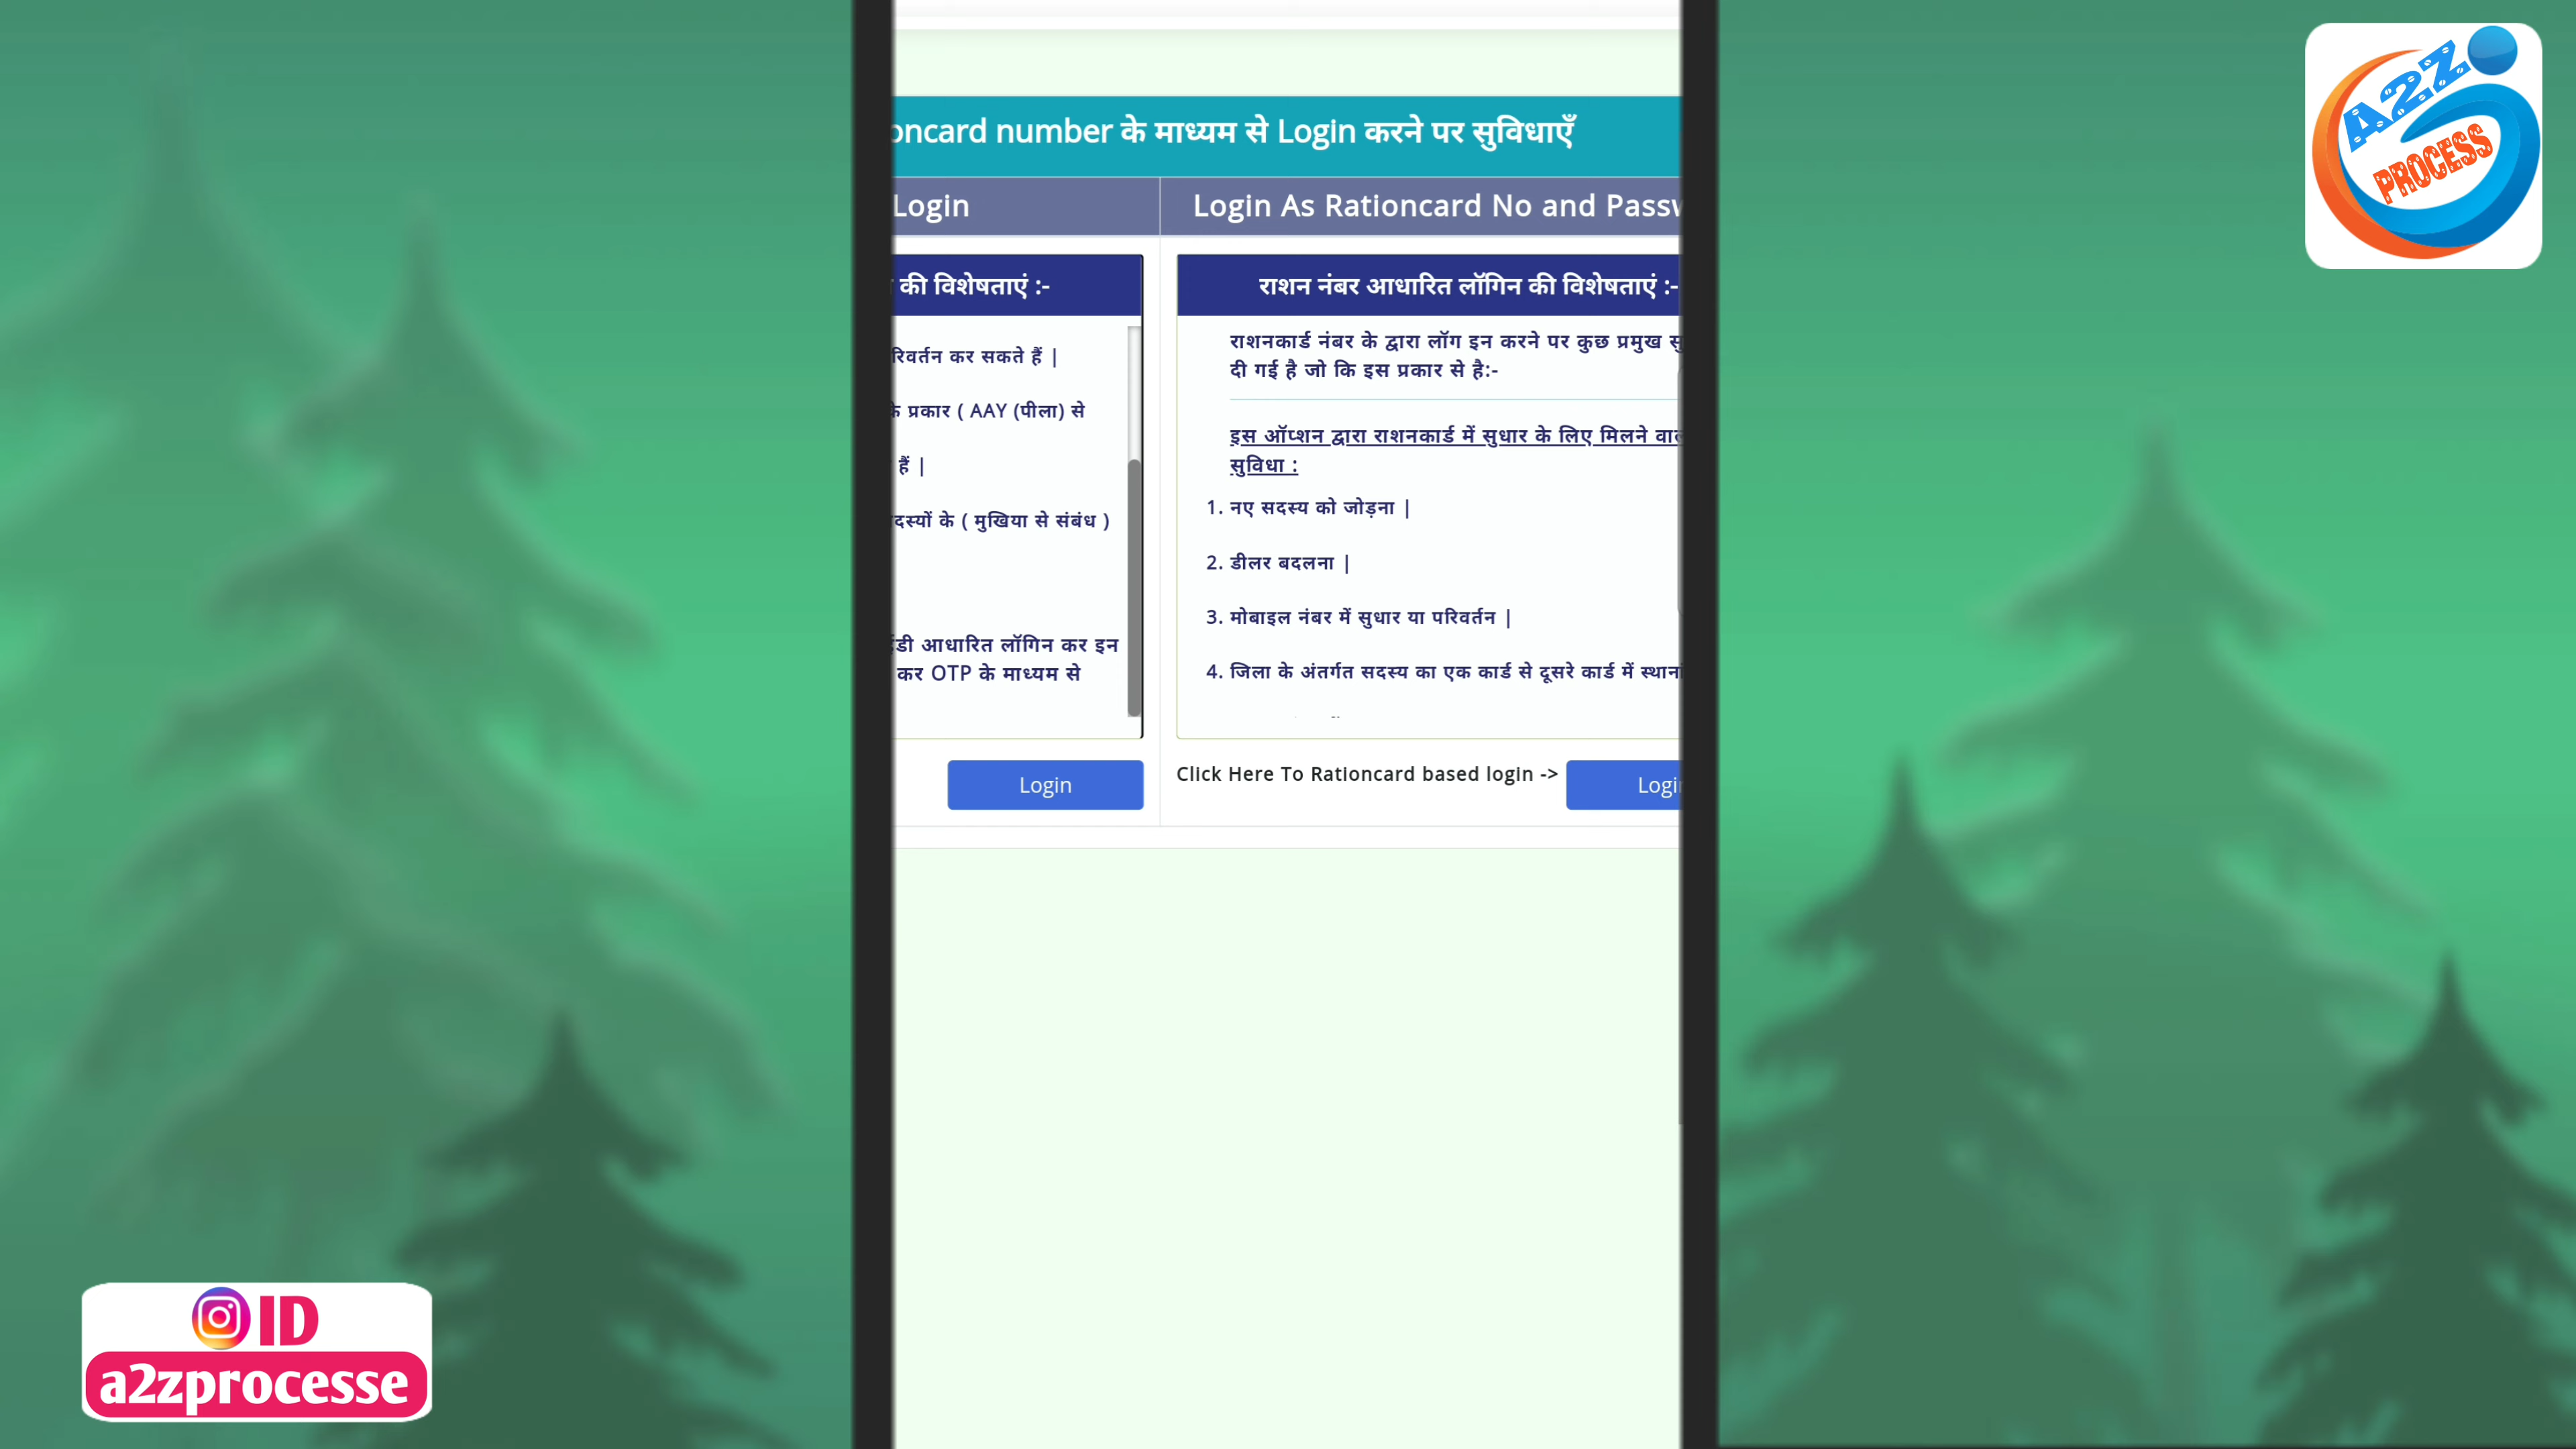 A2Z
PROCESS
oncard number के माध्यम से Login करने पर सुविधाएँ
Login
Login As Rationcard No and Passw
की विशेषताएं :-
रिवर्तन कर सकते हैं |
के प्रकार ( AAY (पीला) से
हैं |
दस्यों के ( मुखिया से संबंध )
ईडी आधारित लॉगिन कर इन
कर OTP के माध्यम से
Login
राशन नंबर आधारित लॉगिन की विशेषताएं :-
राशनकार्ड नंबर के द्वारा लॉग इन करने पर कुछ प्रमुख सु
दी गई है जो कि इस प्रकार से है:-
इस ऑप्शन द्वारा राशनकार्ड में सुधार के लिए मिलने वाल
सुविधा :
1. नए सदस्य को जोड़ना |
2. डीलर बदलना |
3. मोबाइल नंबर में सुधार या परिवर्तन |
4. जिला के अंतर्गत सदस्य का एक कार्ड से दूसरे कार्ड में स्थानां
Click Here To Rationcard based login ->
Login
ID
a2zprocesse